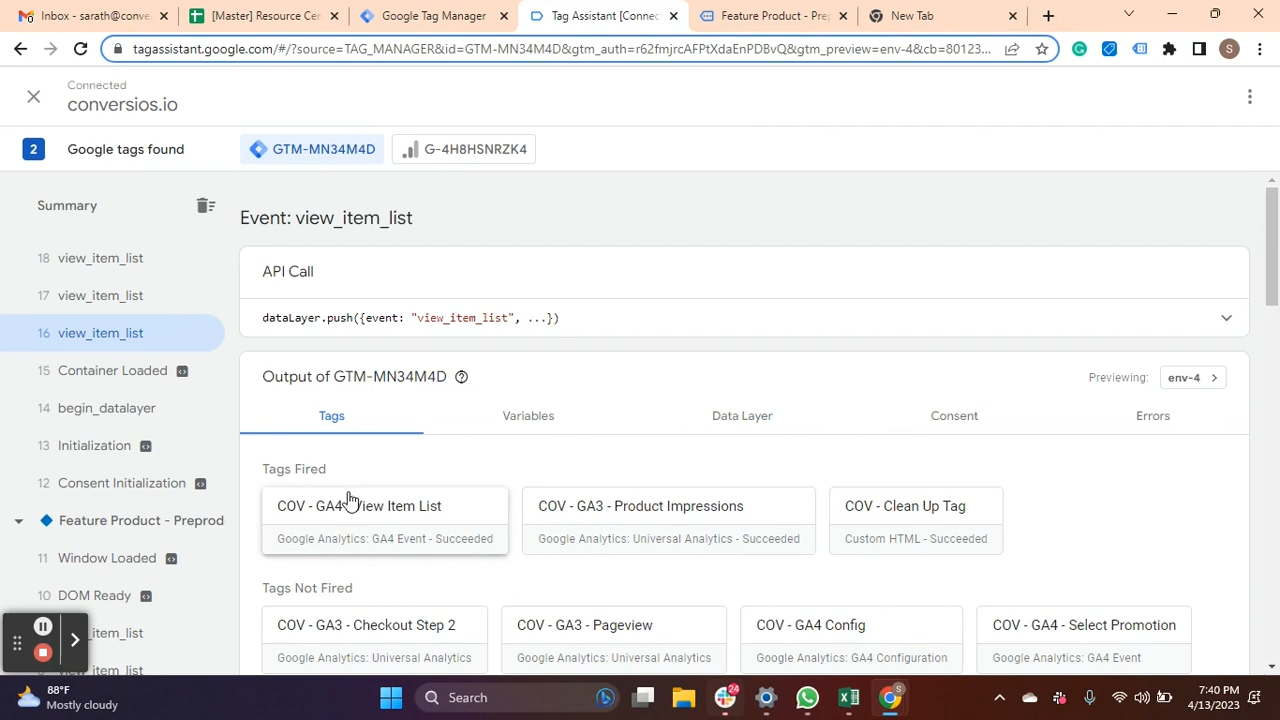 Inbox - sarath@conve
[Master] Resource Cer
Google Tag Manager
Tag Assistant [Connec
Feature Product - Prep
New Tab
tagassistant.google.com/#/?source=TAG_MANAGER&id=GTM-MN34M4D&gtm_auth=r62fmjrcAFPtXdaEnPDBvQ&gtm_preview=env-4&cb=80123...
S
Connected
conversios.io
2
Google tags found
GTM-MN34M4D
G-4H8HSNRZK4
Summary
Event: view_item_list
18 view_item_list
API Call
17 view_item_list
dataLayer.push({event: "view_item_list", ...})
16 view_item_list
15 Container Loaded
Output of GTM-MN34M4D
Previewing: env-4
14 begin_datalayer
Tags
Variables
Data Layer
Consent
Errors
13 Initialization
Tags Fired
12 Consent Initialization
COV - GA4 - View Item List
COV - GA3 - Product Impressions
COV - Clean Up Tag
Feature Product - Preprod
Google Analytics: GA4 Event - Succeeded
Google Analytics: Universal Analytics - Succeeded
Custom HTML - Succeeded
11 Window Loaded
Tags Not Fired
10 DOM Ready
COV - GA3 - Checkout Step 2
COV - GA3 - Pageview
COV - GA4 Config
COV - GA4 - Select Promotion
Google Analytics: Universal Analytics
Google Analytics: Universal Analytics
Google Analytics: GA4 Configuration
Google Analytics: GA4 Event
88°F
Mostly cloudy
Search
24
S
7:40 PM
4/13/2023